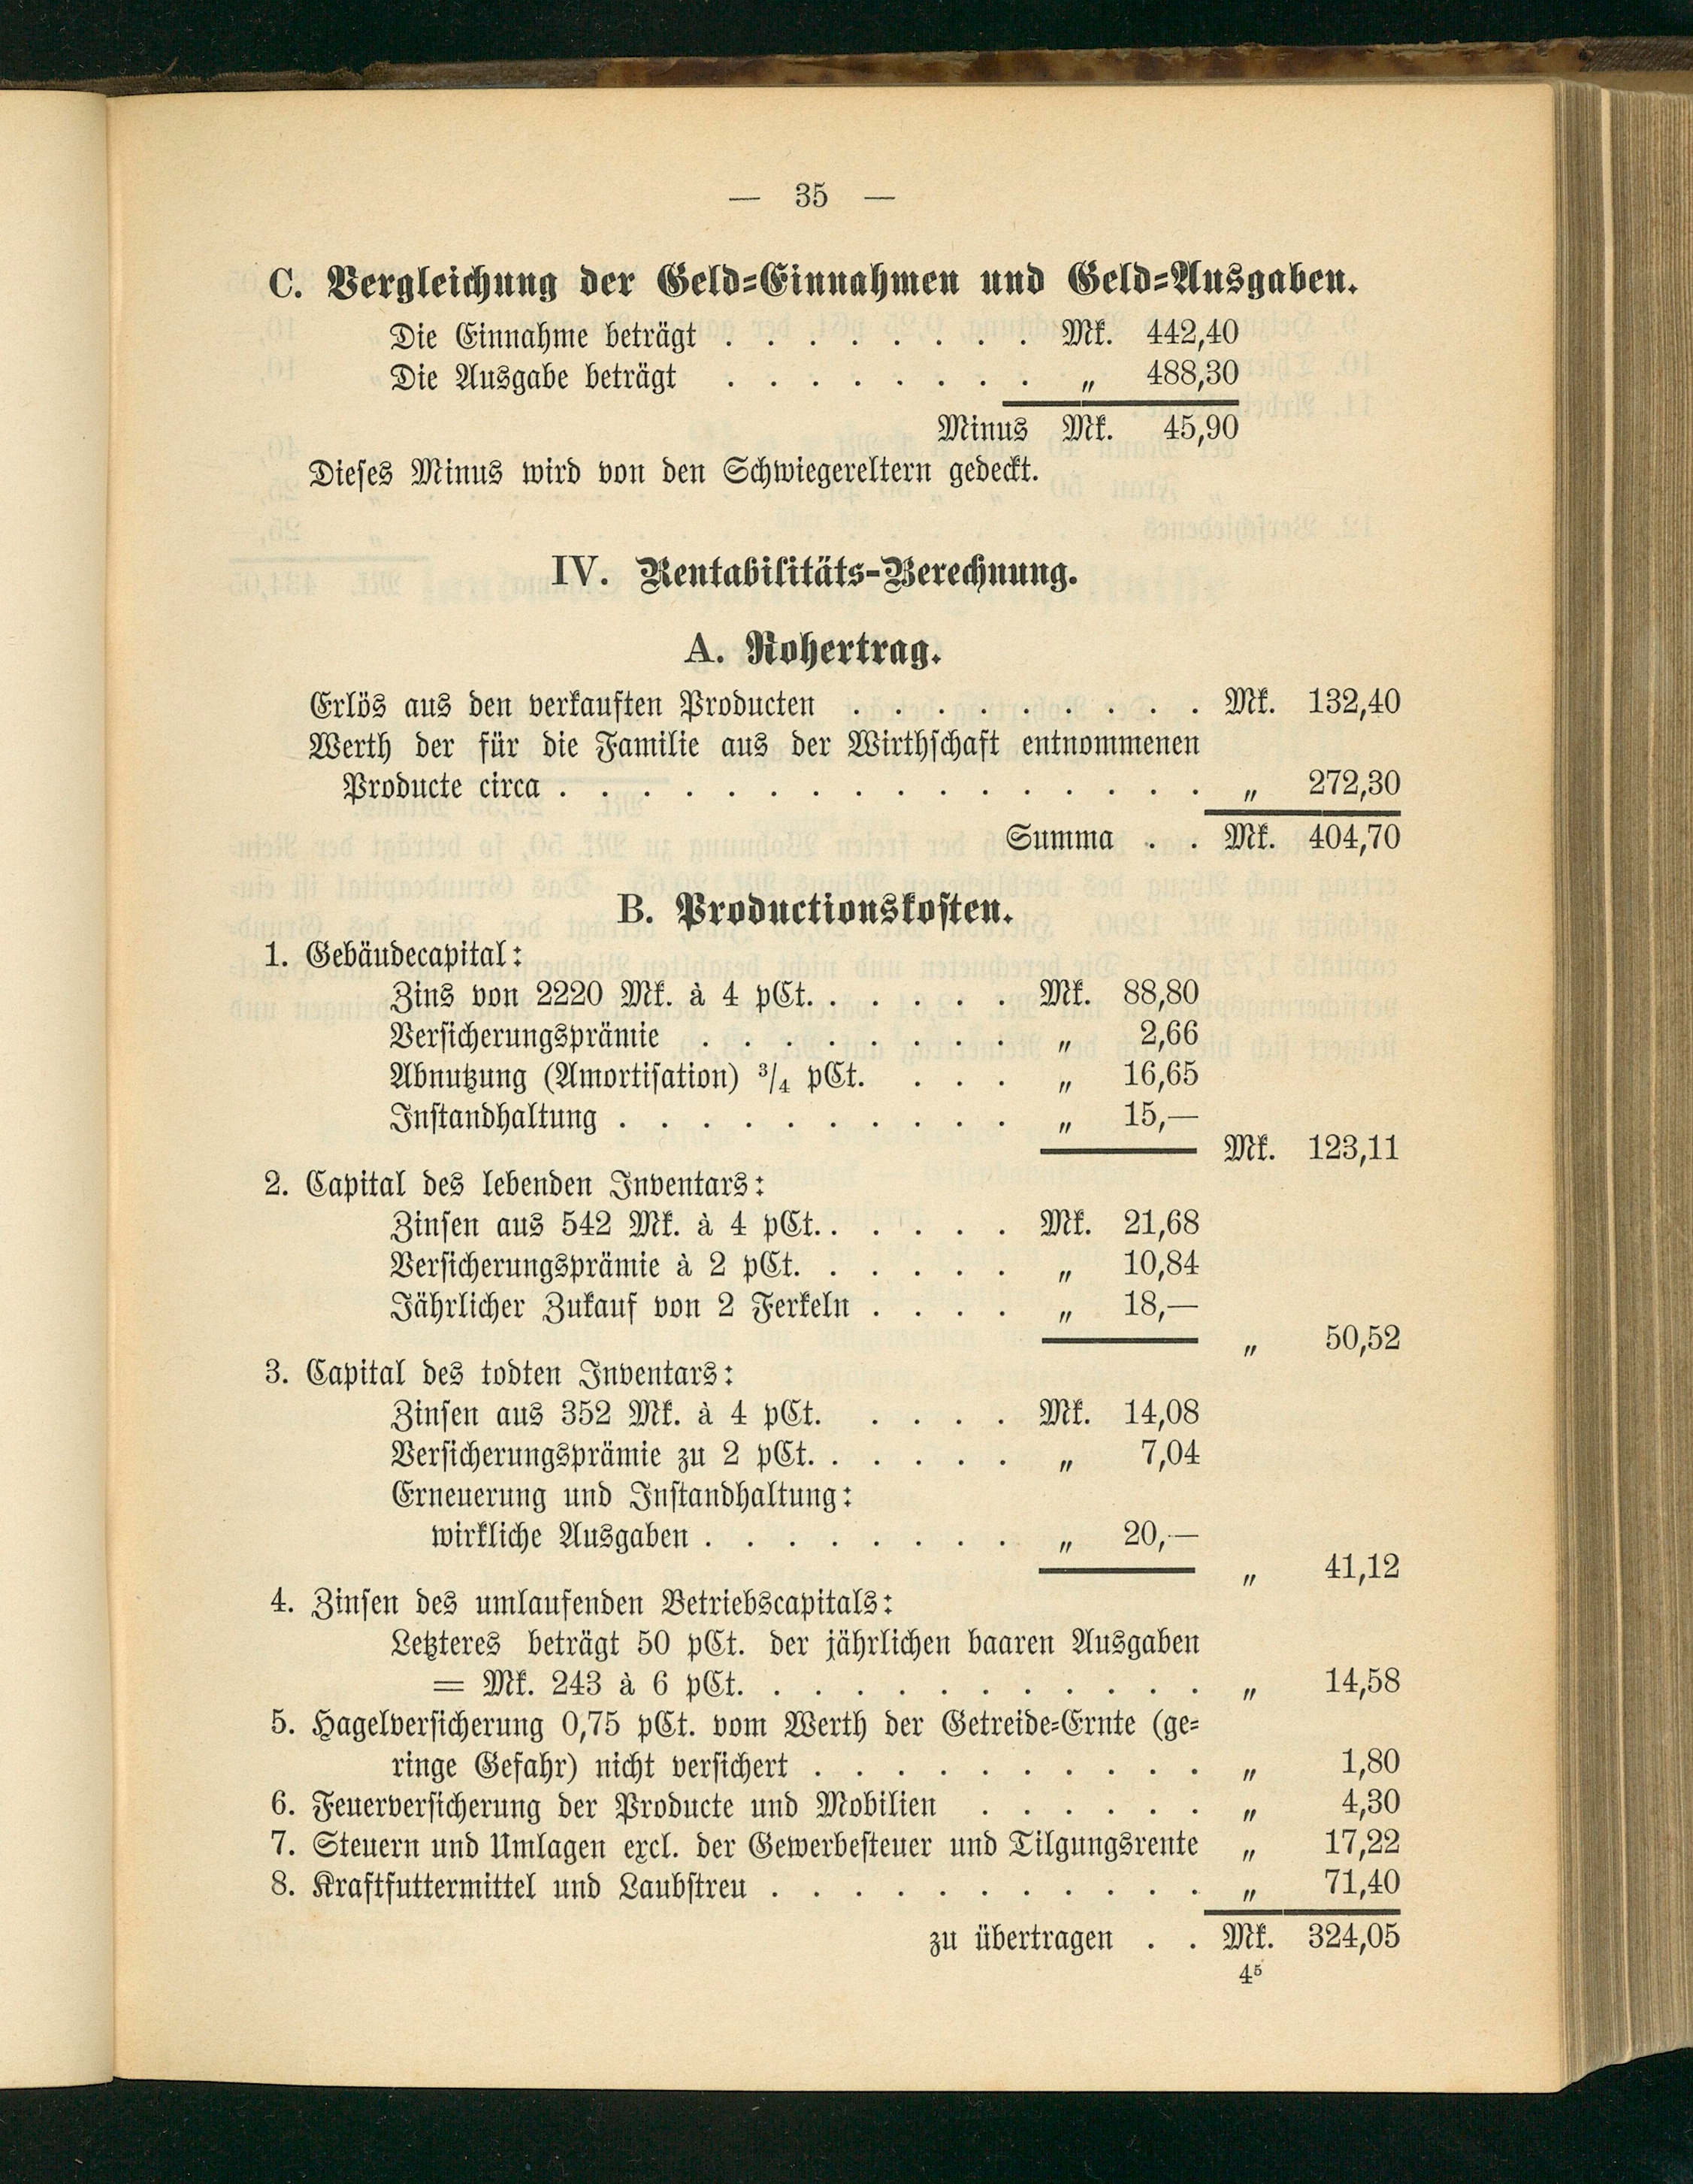 — 35 —
C. Vergleichung der Geld=Einnahmen und Geld=Ausgaben.
Die Einnahme beträgt . . . . . . . . Mk. 442,40
Die Ausgabe beträgt . . . . . . . . „ 488,30
Minus Mk. 45,90
Dieses Minus wird von den Schwiegereltern gedeckt.
IV. Rentabilitäts-Berechnung.
A. Rohertrag.
Erlös aus den verkauften Producten . . . . . . . . . Mk. 132,40
Werth der für die Familie aus der Wirthschaft entnommenen
Producte circa . . . . . . . . . . . . . . . . „ 272,30
Summa . . Mk. 404,70
B. Productionskosten.
1. Gebäudecapital:
Zins von 2220 Mk. à 4 pCt. . . . . . Mk. 88,80
Versicherungsprämie . . . . . . . . „ 2,66
Abnutzung (Amortisation) 3/4 pCt. . . . „ 16,65
Instandhaltung . . . . . . . . . . „ 15,—
Mk. 123,11
2. Capital des lebenden Inventars:
Zinsen aus 542 Mk. à 4 pCt. . . . . . Mk. 21,68
Versicherungsprämie à 2 pCt. . . . . . „ 10,84
Jährlicher Zukauf von 2 Ferkeln . . . . „ 18,—
„ 50,52
3. Capital des todten Inventars:
Zinsen aus 352 Mk. à 4 pCt. . . . . Mk. 14,08
Versicherungsprämie zu 2 pCt. . . . . . „ 7,04
Erneuerung und Instandhaltung:
wirkliche Ausgaben . . . . . . . . „ 20,—
„ 41,12
4. Zinsen des umlaufenden Betriebscapitals:
Letzteres beträgt 50 pCt. der jährlichen baaren Ausgaben
= Mk. 243 à 6 pCt. . . . . . . . . . . . „ 14,58
5. Hagelversicherung 0,75 pCt. vom Werth der Getreide=Ernte (ge=
ringe Gefahr) nicht versichert . . . . . . . . . . „ 1,80
6. Feuerversicherung der Producte und Mobilien . . . . . . „ 4,30
7. Steuern und Umlagen excl. der Gewerbesteuer und Tilgungsrente „ 17,22
8. Kraftfuttermittel und Laubstreu . . . . . . . . . . . „ 71,40
zu übertragen . . Mk. 324,05
4⁵